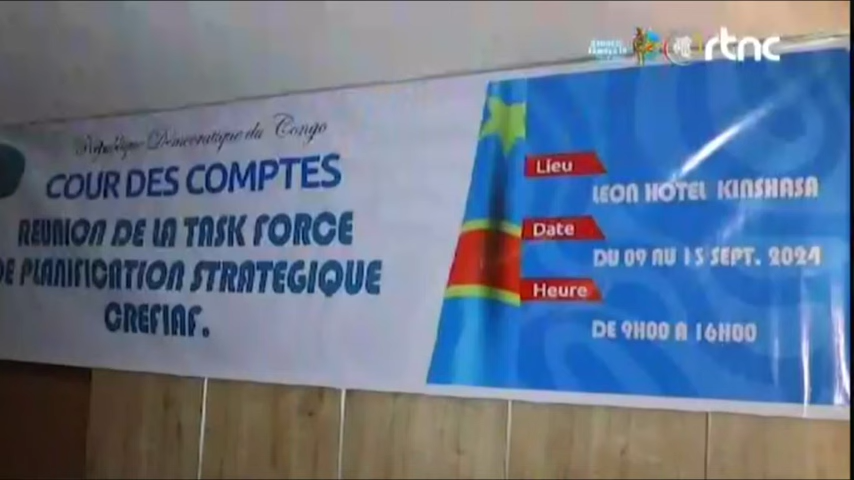 rtnc
République Démocratique du Congo
COUR DES COMPTES
REUNION DE LA TASK FORCE
DE PLANIFICATION STRATEGIQUE
CREFIAF.
Lieu
LEON HOTEL KINSHASA
Date
DU 09 AU 13 SEPT. 2024
Heure
DE 9H00 A 16H00